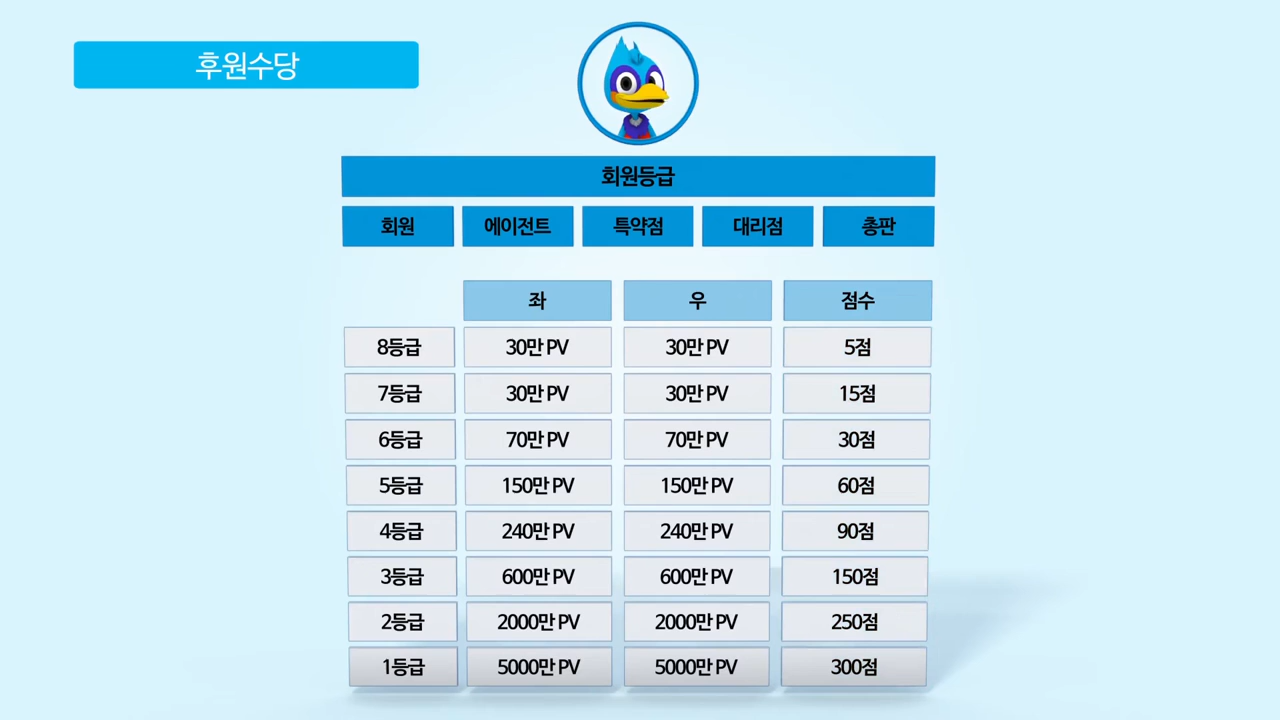 후원수당
회원등급
회원 에이전트 특약점 대리점 총판
좌 우 점수
8등급 30만 PV 30만 PV 5점
7등급 30만 PV 30만 PV 15점
6등급 70만 PV 70만 PV 30점
5등급 150만 PV 150만 PV 60점
4등급 240만 PV 240만 PV 90점
3등급 600만 PV 600만 PV 150점
2등급 2000만 PV 2000만 PV 250점
1등급 5000만 PV 5000만 PV 300점